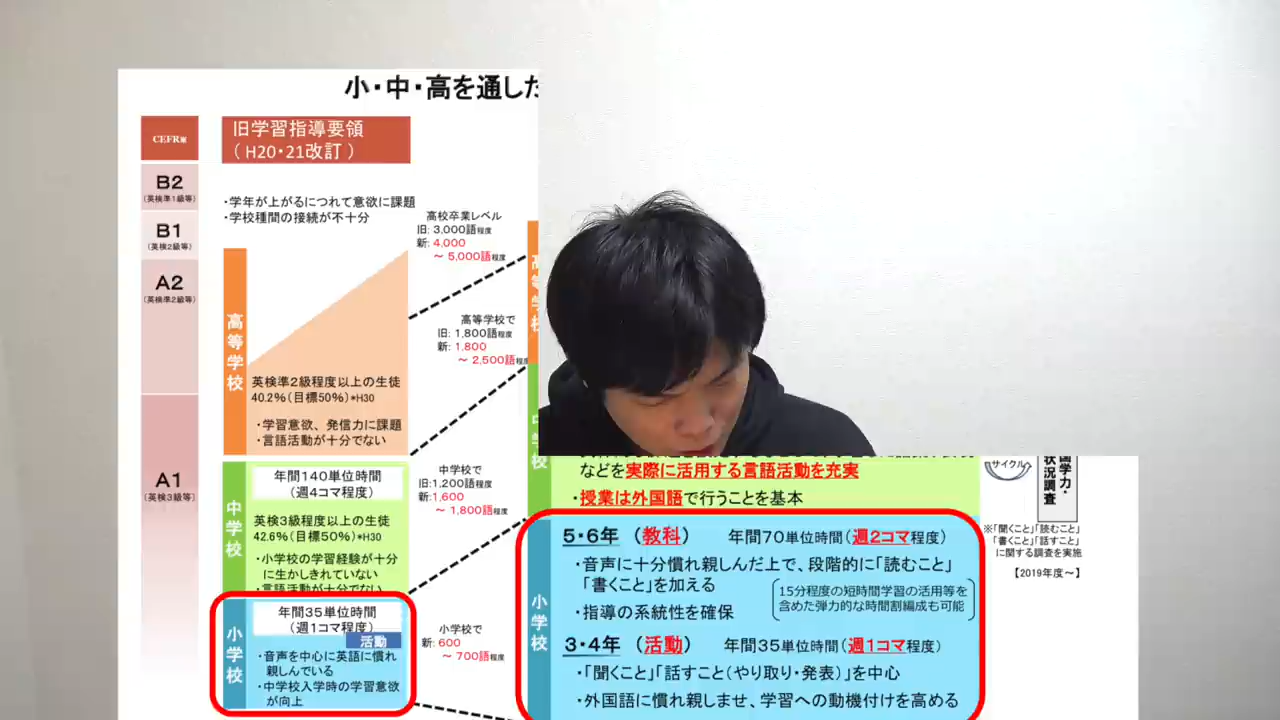 小・中・高を通した
CEFR※
旧学習指導要領
（ H20・21改訂 ）
B2
（英検準1級等）
B1
（英検2級等）
A2
（英検準2級等）
A1
（英検3級等）
・学年が上がるにつれて意欲に課題
・学校種間の接続が不十分
高等学校
英検準2級程度以上の生徒
40.2%（目標50%）*H30
・学習意欲、発信力に課題
・言語活動が十分でない
高校卒業レベル
旧: 3,000語程度
新: 4,000
～ 5,000語程度
高等学校で
旧: 1,800語程度
新: 1.800
～ 2,500語程度
中学校
年間140単位時間
（週4コマ程度）
英検3級程度以上の生徒
42.6%（目標50%）*H30
・小学校の学習経験が十分
に生かしきれていない
・言語活動が十分でない
中学校で
旧:1,200語程度
新:1,600
～ 1,800語程度
小学校
年間35単位時間
（週1コマ程度）
活動
・音声を中心に英語に慣れ
親しんでいる
・中学校入学時の学習意欲
が向上
小学校で
新: 600
～ 700語程度
などを実際に活用する言語活動を充実
・授業は外国語で行うことを基本
小学校
5・6年 （教科） 年間70単位時間（週2コマ程度）
・音声に十分慣れ親しんだ上で、段階的に「読むこと」
「書くこと」を加える
15分程度の短時間学習の活用等を
含めた弾力的な時間割編成も可能
・指導の系統性を確保
3・4年 （活動） 年間35単位時間（週1コマ程度）
・「聞くこと」「話すこと（やり取り・発表）」を中心
・外国語に慣れ親しませ、学習への動機付けを高める
サイクル
国学力・
状況調査
※「聞くこと」「読むこと」
「書くこと」「話すこと」
に関する調査を実施
【2019年度～】